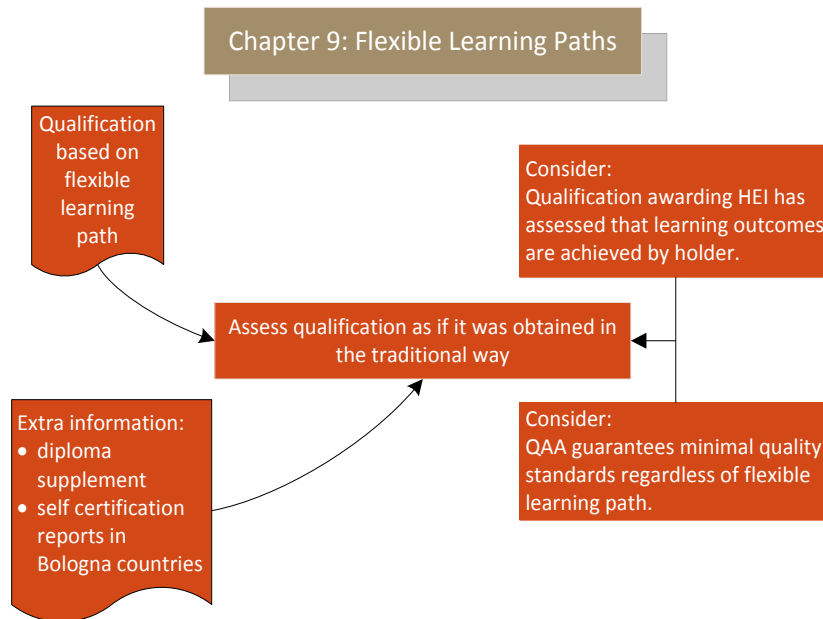 Chapter 9: Flexible Learning Paths
Qualification
based on
flexible
learning
path
Consider:
Qualification awarding HEI has
assessed that learning outcomes
are achieved by holder.
Assess qualification as if it was obtained in
the traditional way
Extra information:
• diploma
supplement
• self certification
reports in
Bologna countries
Consider:
QAA guarantees minimal quality
standards regardless of flexible
learning path.